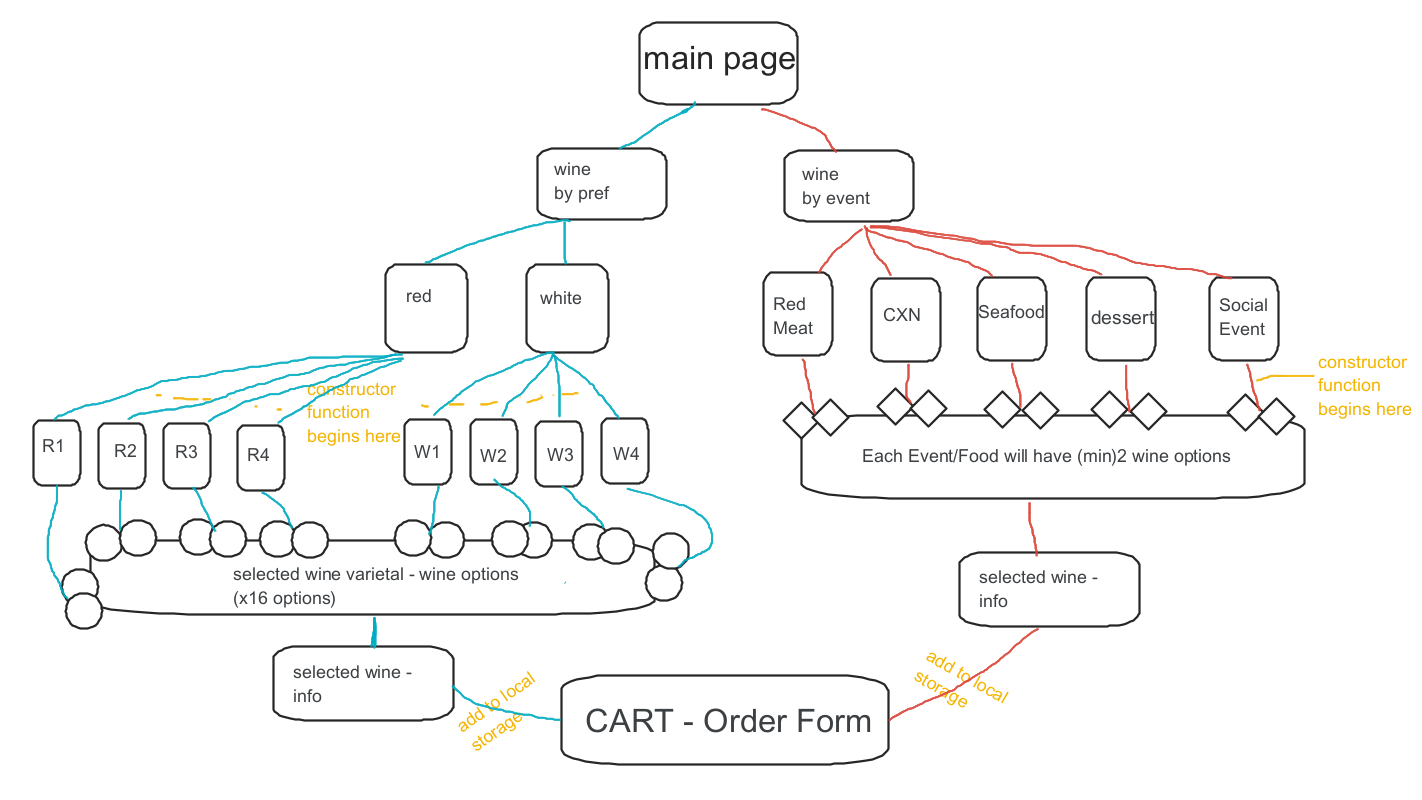 main page
wine
by pref
wine
by event
red
white
Red
Meat
CXN
Seafood
dessert
Social
Event
constructor
function
begins here
constructor
function
begins here
R1
R2
R3
R4
W1
W2
W3
W4
Each Event/Food will have (min)2 wine options
selected wine varietal - wine options
(x16 options)
selected wine -
info
selected wine -
info
add to local
storage
add to local
storage
CART - Order Form